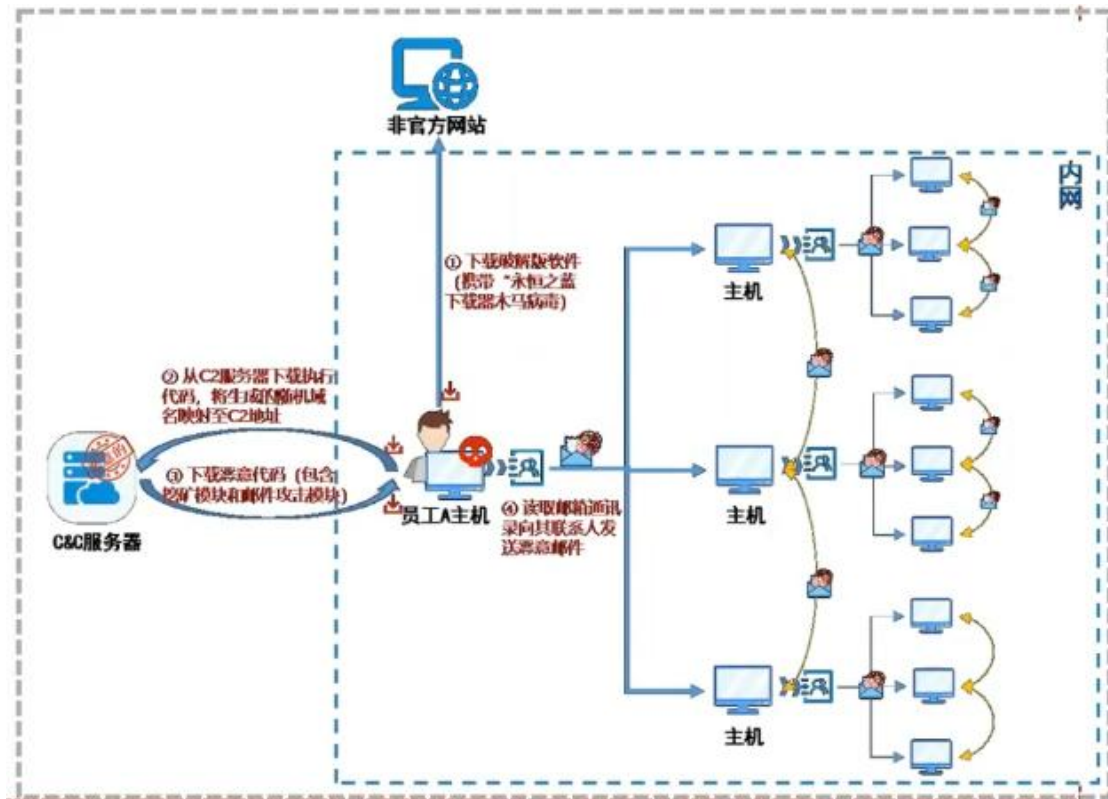 非官方网站
内网
① 下载破解版软件
(携带“永恒之蓝
下载器木马病毒)
② 从C2服务器下载执行
代码，将生成的随机域
名映射至C2地址
③ 下载恶意代码（包含
挖矿模块和邮件攻击模块）
C&C服务器
员工A主机
④ 读取邮箱通讯
录向其联系人发
送恶意邮件
主机
主机
主机